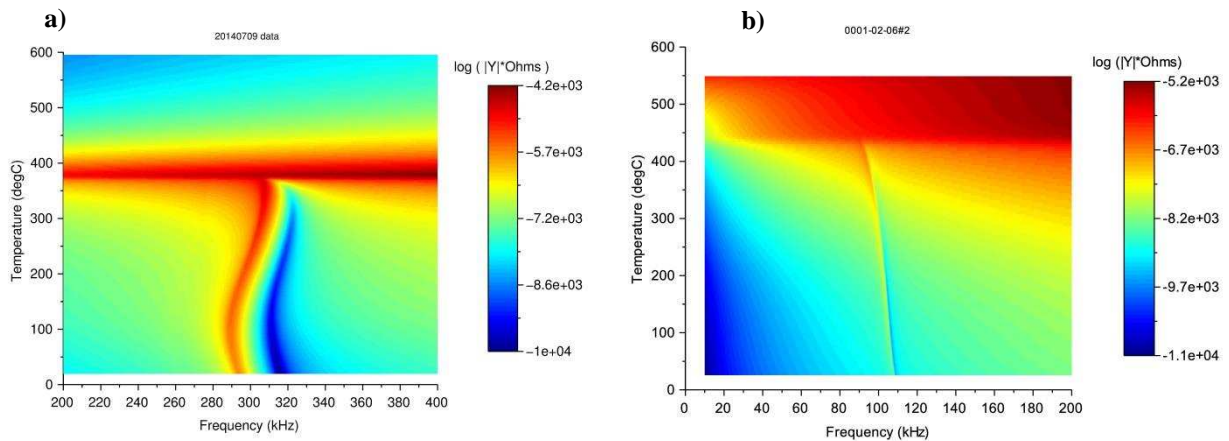 a)
20140709 data
log ( |Y|*Ohms )
600
500
400
300
200
100
0
Temperature (degC)
200 220 240 260 280 300 320 340 360 380 400
Frequency (kHz)
−4.2e+03
−5.7e+03
−7.2e+03
−8.6e+03
−1e+04
b)
0001-02-06#2
log (|Y|*Ohms)
600
500
400
300
200
100
0
Temperature (degC)
0 20 40 60 80 100 120 140 160 180 200
Frequency (kHz)
−5.2e+03
−6.7e+03
−8.2e+03
−9.7e+03
−1.1e+04